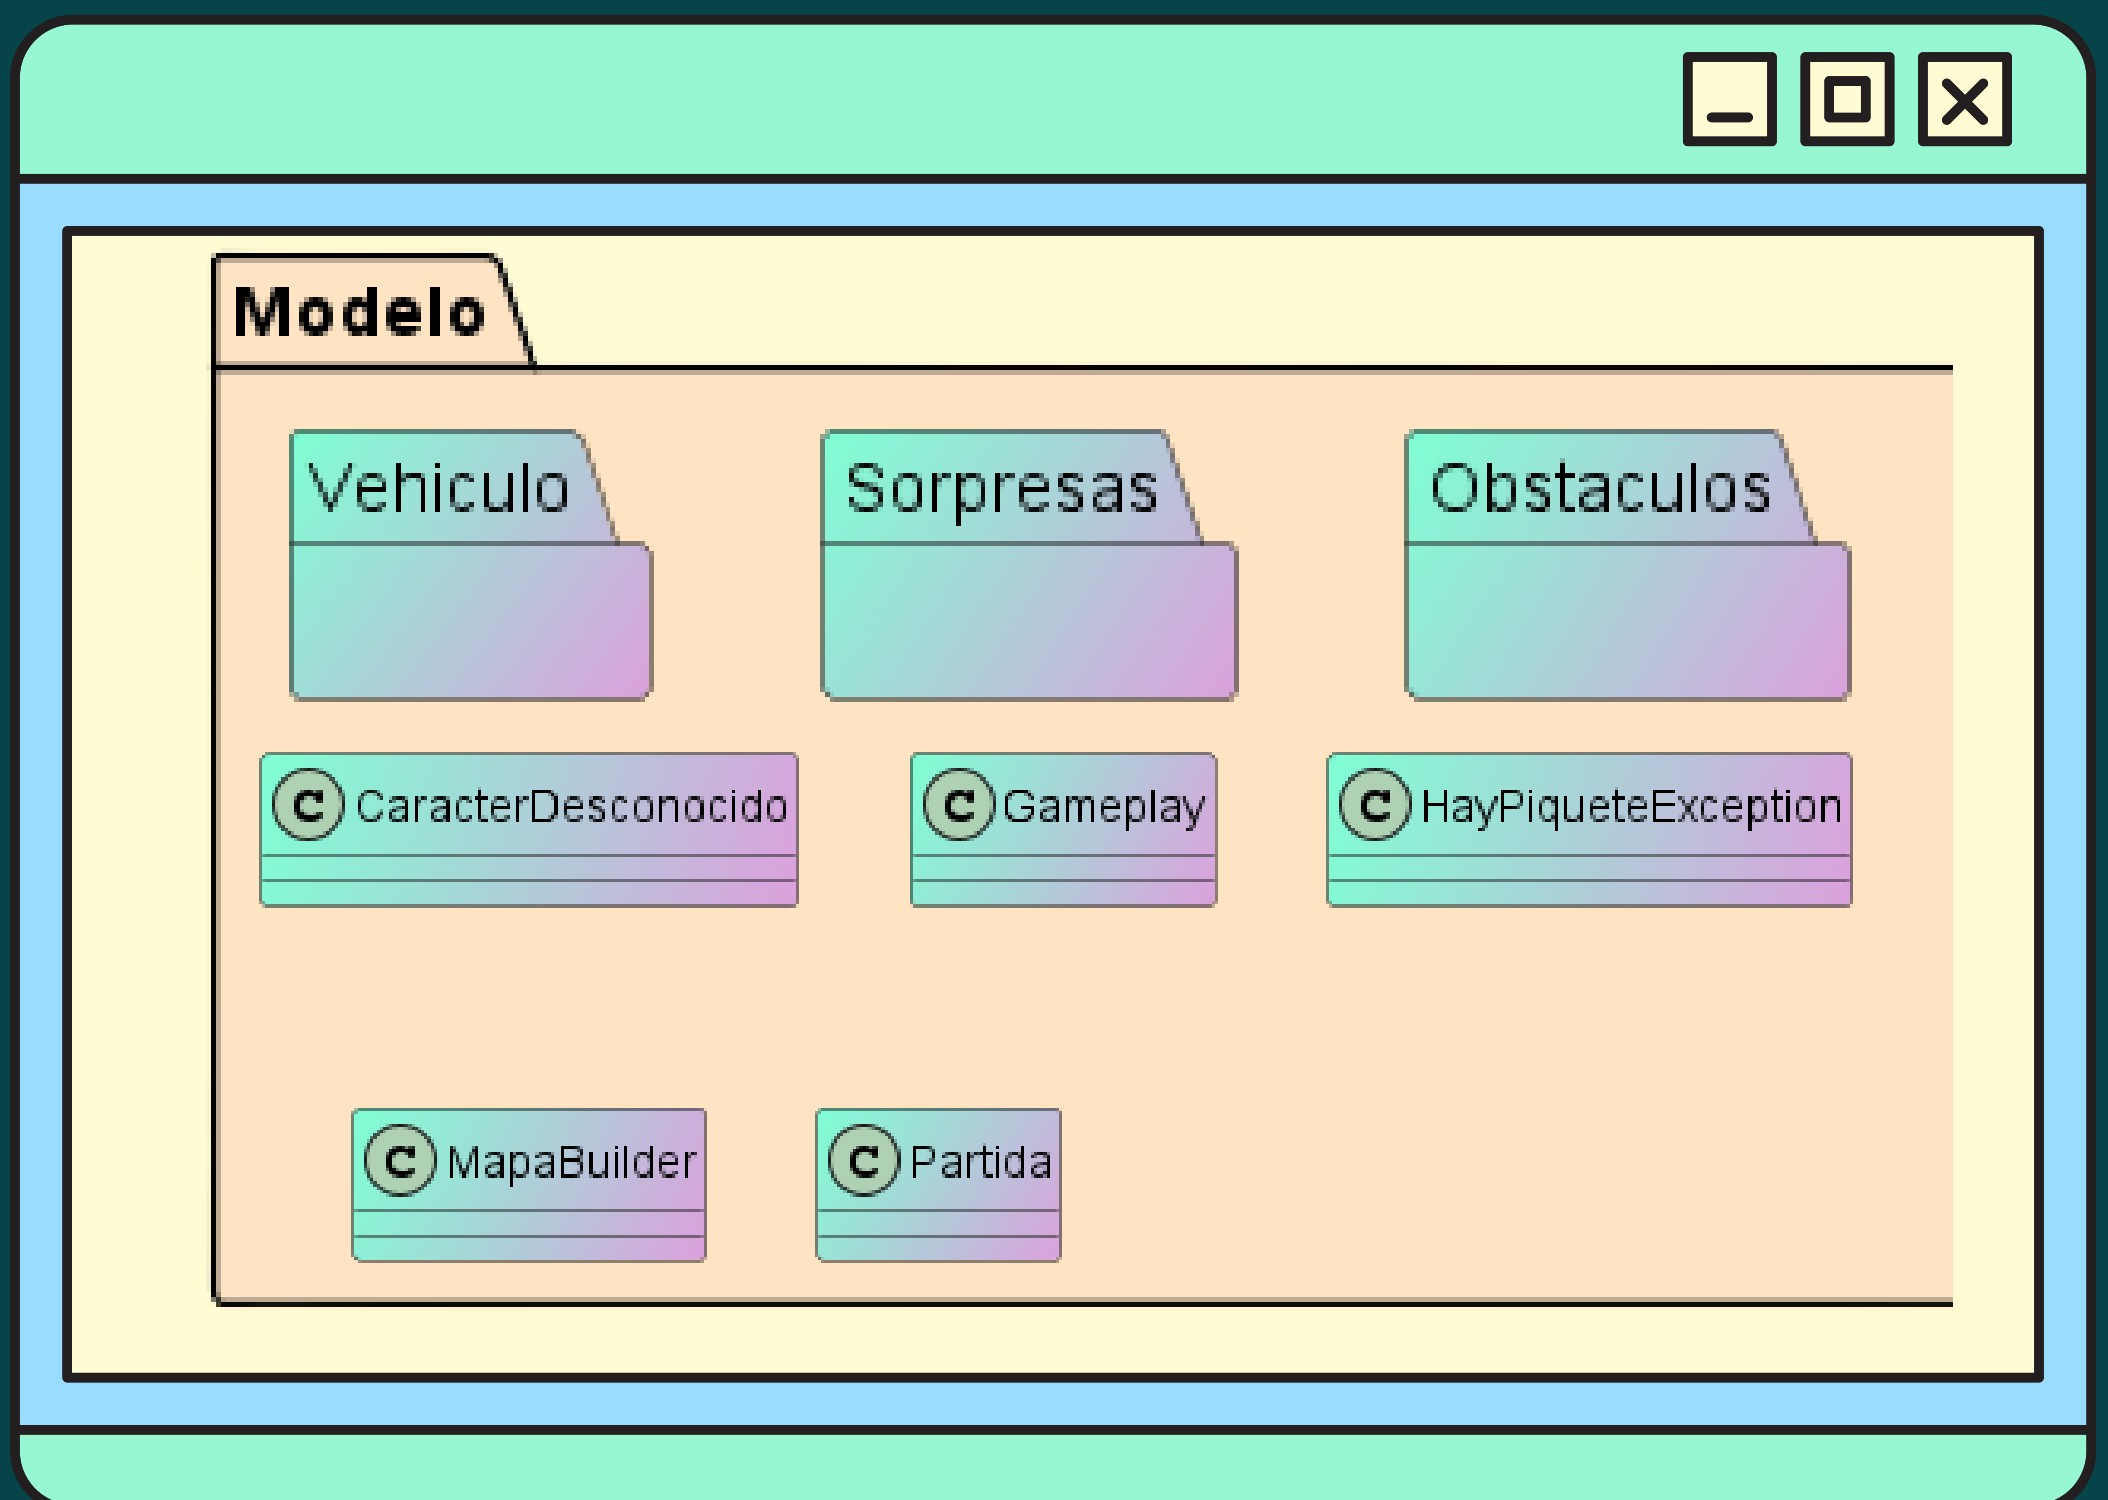 Modelo
Vehiculo
Sorpresas
Obstaculos
C CaracterDesconocido
C Gameplay
C HayPiqueteException
C MapaBuilder
C Partida